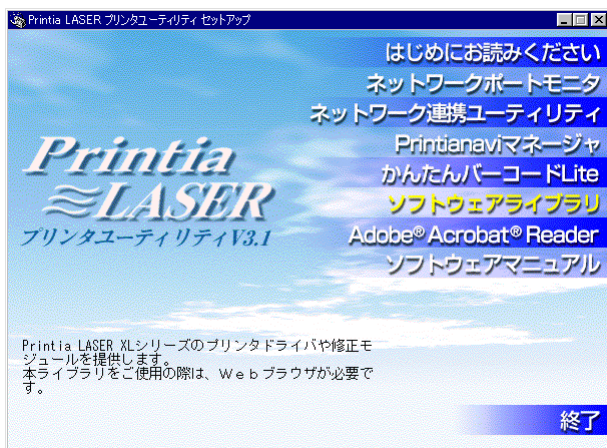 Printia LASER プリンタユーティリティ セットアップ
はじめにお読みください
ネットワークポートモニタ
ネットワーク連携ユーティリティ
Printianaviマネージャ
かんたんバーコードLite
ソフトウェアライブラリ
Adobe® Acrobat® Reader
ソフトウェアマニュアル
Printia
LASER
プリンタユーティリティV3.1
Printia LASER XLシリーズのプリンタドライバや修正モ
ジュールを提供します。
本ライブラリをご使用の際は、Ｗｅｂブラウザが必要で
す。
終了